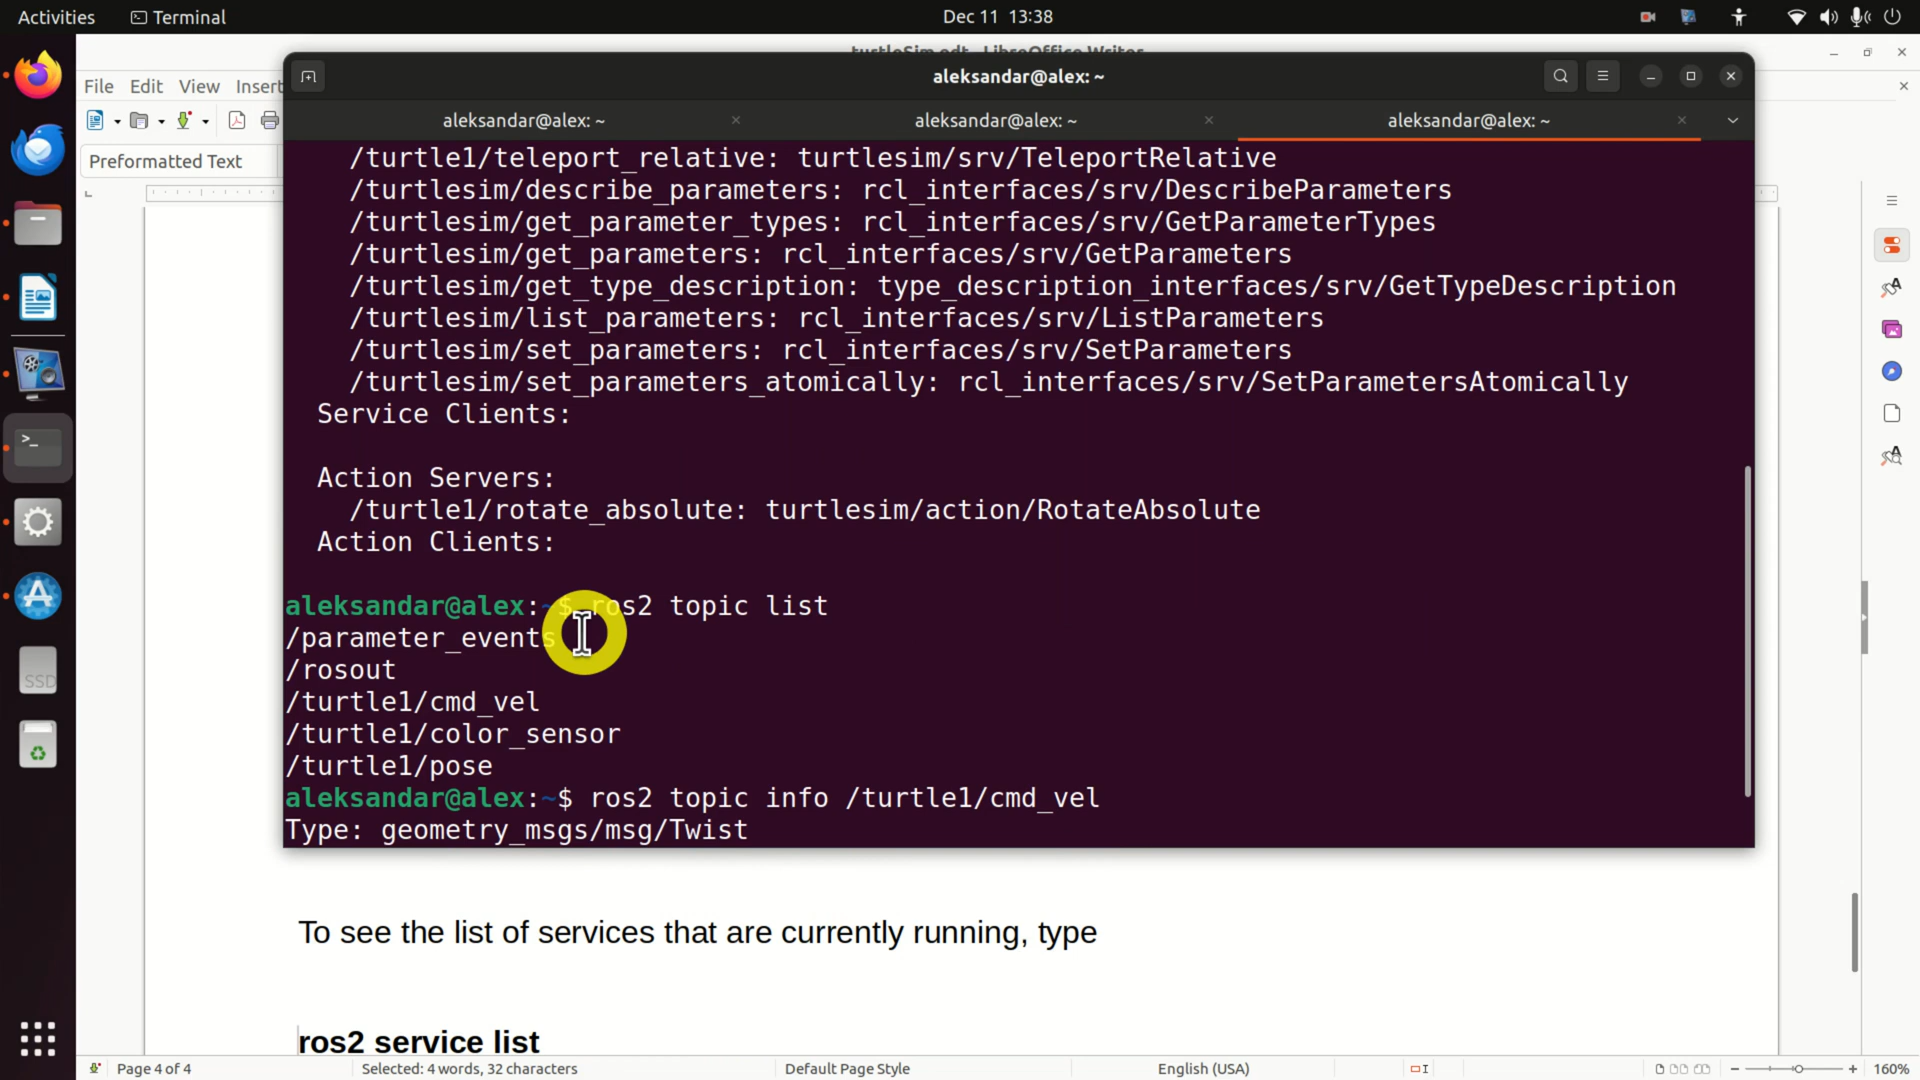 Activities
Terminal
Dec 11 13:38
File Edit View Insert
aleksandar@alex: ~
aleksandar@alex: ~
aleksandar@alex: ~
aleksandar@alex: ~
Preformatted Text
/turtle1/teleport_relative: turtlesim/srv/TeleportRelative
/turtlesim/describe_parameters: rcl_interfaces/srv/DescribeParameters
/turtlesim/get_parameter_types: rcl_interfaces/srv/GetParameterTypes
/turtlesim/get_parameters: rcl_interfaces/srv/GetParameters
/turtlesim/get_type_description: type_description_interfaces/srv/GetTypeDescription
/turtlesim/list_parameters: rcl_interfaces/srv/ListParameters
/turtlesim/set_parameters: rcl_interfaces/srv/SetParameters
/turtlesim/set_parameters_atomically: rcl_interfaces/srv/SetParametersAtomically
Service Clients:
Action Servers:
/turtle1/rotate_absolute: turtlesim/action/RotateAbsolute
Action Clients:
aleksandar@alex:~$ ros2 topic list
/parameter_events
/rosout
/turtle1/cmd_vel
/turtle1/color_sensor
/turtle1/pose
aleksandar@alex:~$ ros2 topic info /turtle1/cmd_vel
Type: geometry_msgs/msg/Twist
SSD
To see the list of services that are currently running, type
ros2 service list
Page 4 of 4
Selected: 4 words, 32 characters
Default Page Style
English (USA)
160%